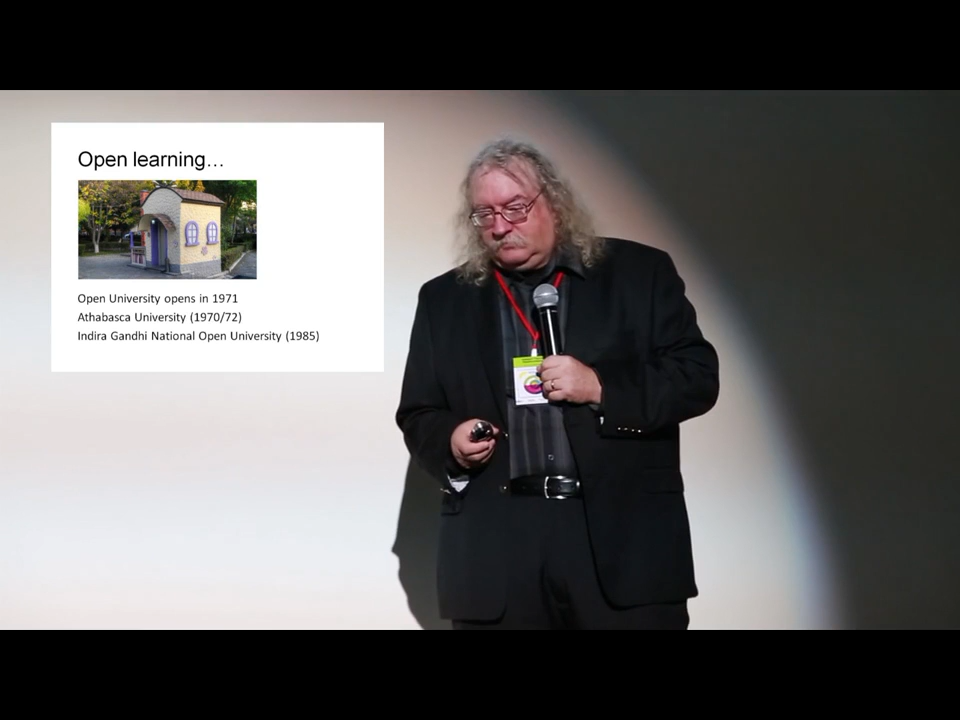 Open learning…
Open University opens in 1971
Athabasca University (1970/72)
Indira Gandhi National Open University (1985)